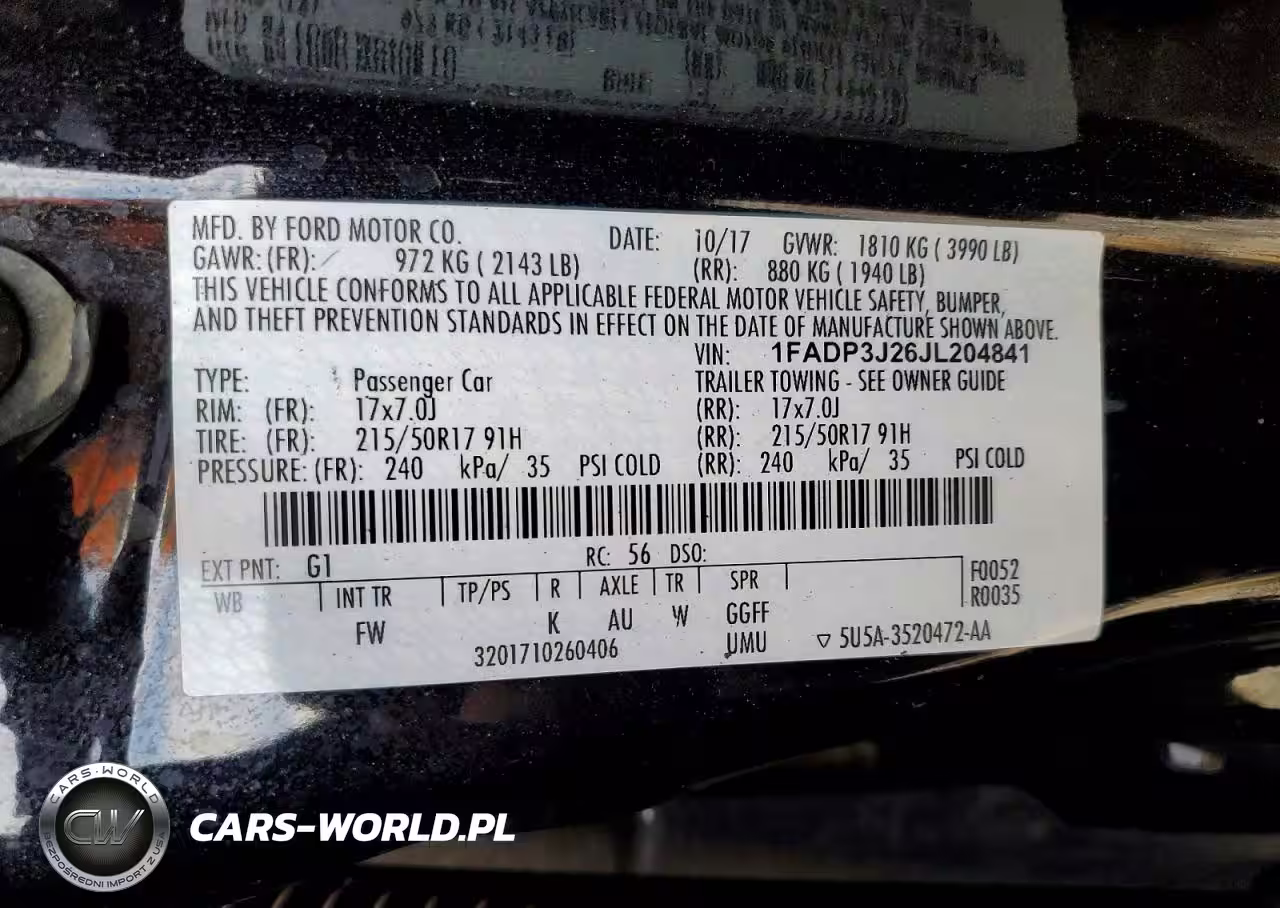 MFD. BY FORD MOTOR CO. DATE: 10/17 GVWR: 1810 KG ( 3990 LB)
GAWR: (FR): 972 KG ( 2143 LB) (RR): 880 KG ( 1940 LB)
THIS VEHICLE CONFORMS TO ALL APPLICABLE FEDERAL MOTOR VEHICLE SAFETY, BUMPER,
AND THEFT PREVENTION STANDARDS IN EFFECT ON THE DATE OF MANUFACTURE SHOWN ABOVE.
VIN: 1FADP3J26JL204841
TYPE: Passenger Car TRAILER TOWING - SEE OWNER GUIDE
RIM: (FR): 17x7.0J (RR): 17x7.0J
TIRE: (FR): 215/50R17 91H (RR): 215/50R17 91H
PRESSURE: (FR): 240 kPa/ 35 PSI COLD (RR): 240 kPa/ 35 PSI COLD
EXT PNT: G1 RC: 56 DSO:
WB INT TR TP/PS R AXLE TR SPR F0052
R0035
FW K AU W GGFF
3201710260406 UMU ▽ 5U5A-3520472-AA
CARS-WORLD
CW
BEZPOŚREDNI IMPORT Z USA
CARS-WORLD.PL